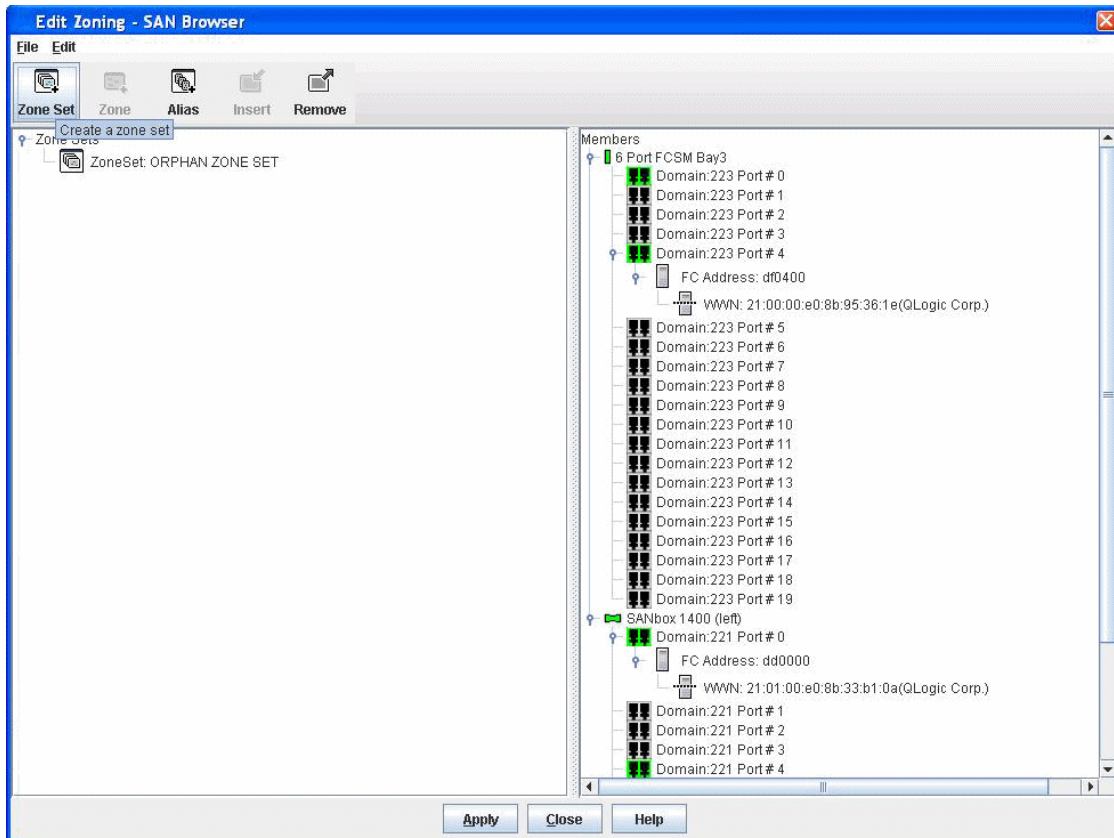 Edit Zoning - SAN Browser
File Edit
Zone Set Zone Alias Insert Remove
Create a zone set
Zone Sets
ZoneSet: ORPHAN ZONE SET
Members
6 Port FCSM Bay3
Domain:223 Port # 0
Domain:223 Port # 1
Domain:223 Port # 2
Domain:223 Port # 3
Domain:223 Port # 4
FC Address: df0400
WWN: 21:00:00:e0:8b:95:36:1e(QLogic Corp.)
Domain:223 Port # 5
Domain:223 Port # 6
Domain:223 Port # 7
Domain:223 Port # 8
Domain:223 Port # 9
Domain:223 Port # 10
Domain:223 Port # 11
Domain:223 Port # 12
Domain:223 Port # 13
Domain:223 Port # 14
Domain:223 Port # 15
Domain:223 Port # 16
Domain:223 Port # 17
Domain:223 Port # 18
Domain:223 Port # 19
SANbox 1400 (left)
Domain:221 Port # 0
FC Address: dd0000
WWN: 21:01:00:e0:8b:33:b1:0a(QLogic Corp.)
Domain:221 Port # 1
Domain:221 Port # 2
Domain:221 Port # 3
Domain:221 Port # 4
Apply Close Help